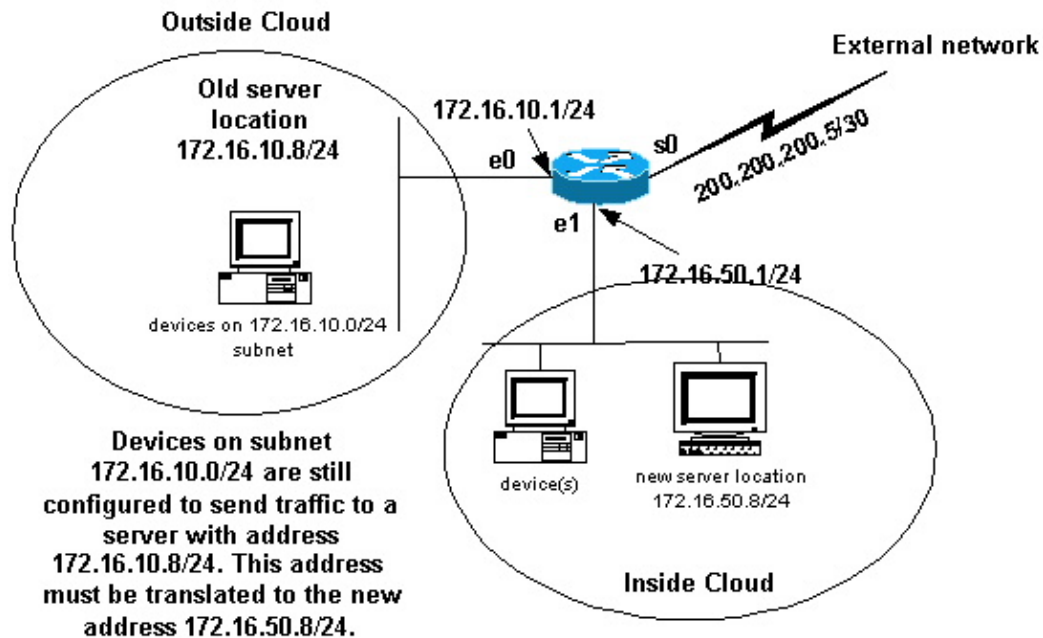 Outside Cloud
External network
Old server
location
172.16.10.8/24
172.16.10.1/24
e0
s0
200.200.200.5/30
e1
172.16.50.1/24
devices on 172.16.10.0/24
subnet
Devices on subnet
172.16.10.0/24 are still
configured to send traffic to a
server with address
172.16.10.8/24. This address
must be translated to the new
address 172.16.50.8/24.
device(s)
new server location
172.16.50.8/24
Inside Cloud